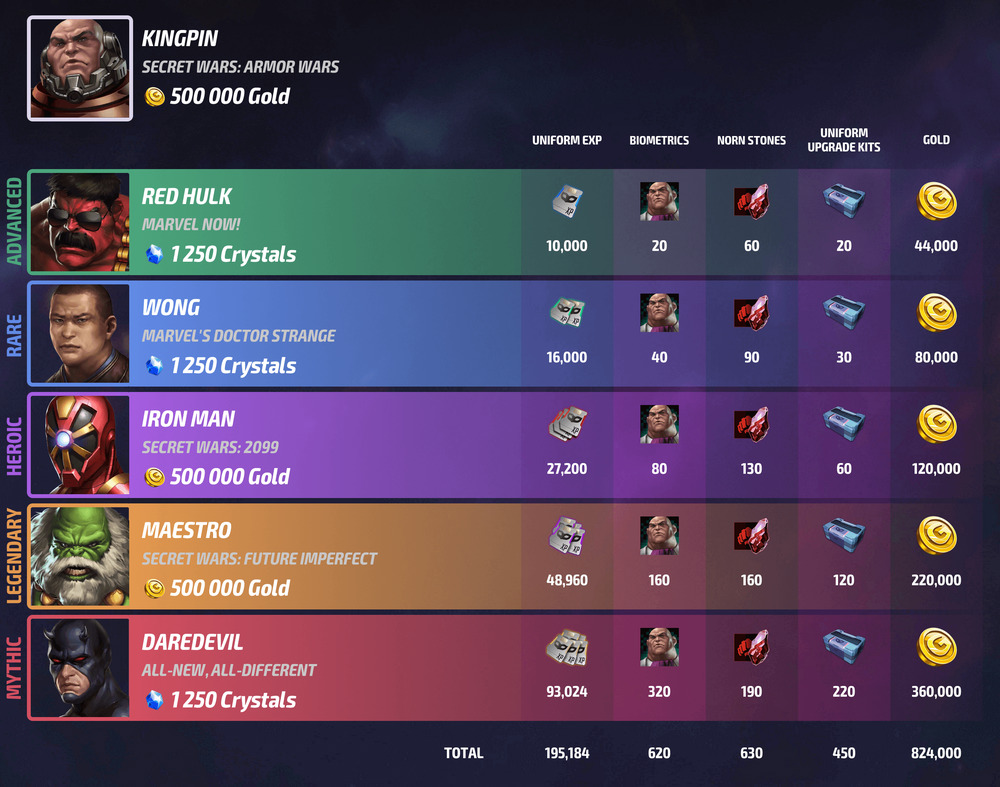 KINGPIN
SECRET WARS: ARMOR WARS
500 000 Gold
UNIFORM EXP
BIOMETRICS
NORN STONES
UNIFORM
UPGRADE KITS
GOLD
ADVANCED
RED HULK
MARVEL NOW!
1 250 Crystals
XP
10,000
20
60
20
44,000
RARE
WONG
MARVEL'S DOCTOR STRANGE
1 250 Crystals
XP
16,000
40
90
30
80,000
HEROIC
IRON MAN
SECRET WARS: 2099
500 000 Gold
XP
27,200
80
130
60
120,000
LEGENDARY
MAESTRO
SECRET WARS: FUTURE IMPERFECT
500 000 Gold
XP
48,960
160
160
120
220,000
MYTHIC
DAREDEVIL
ALL-NEW, ALL-DIFFERENT
1 250 Crystals
XP
93,024
320
190
220
360,000
TOTAL
195,184
620
630
450
824,000